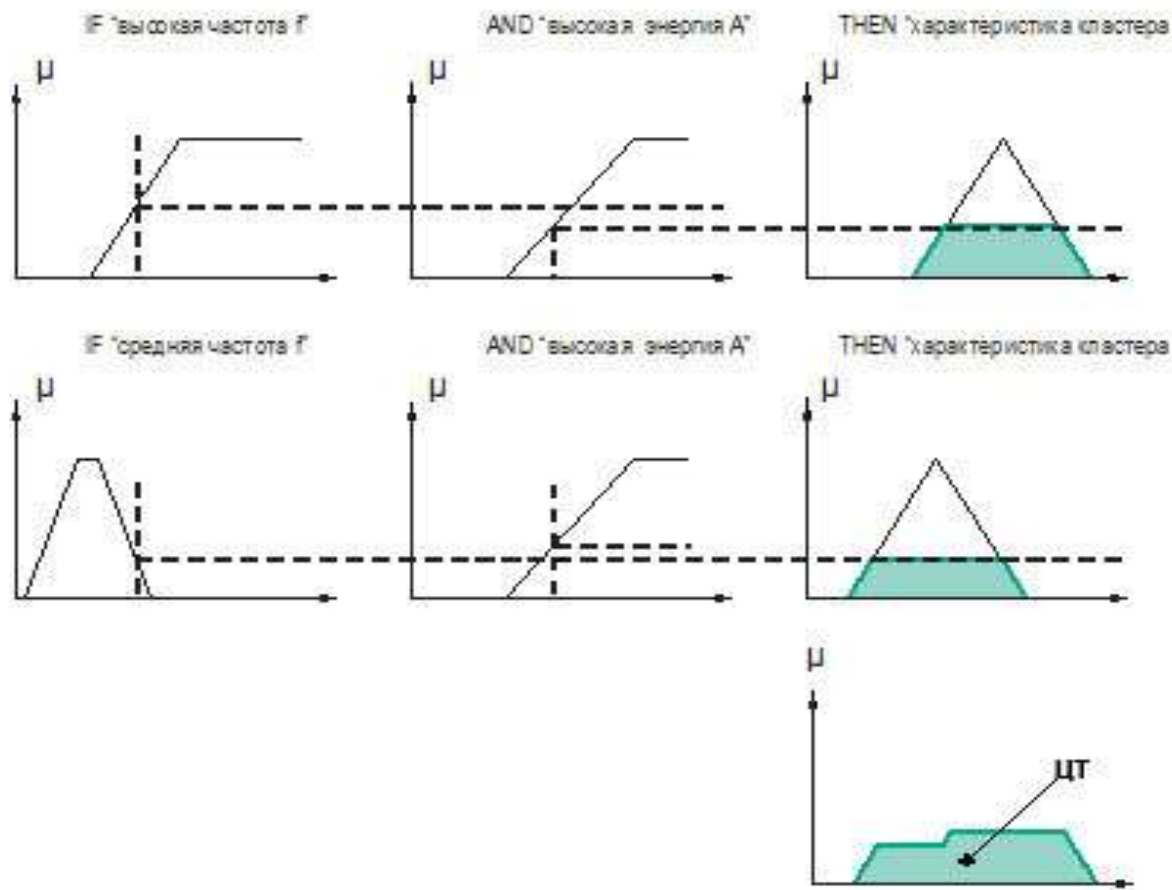 IF "высокая частота f" AND "высокая энергия A" THEN "характеристика кластера
μ μ μ
IF "средняя частота f" AND "высокая энергия A" THEN "характеристика кластера
μ μ μ
μ
ЦТ